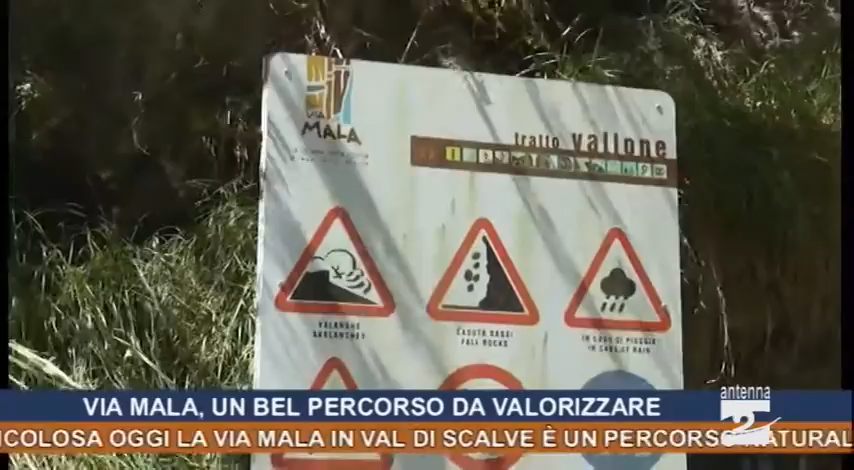 VIA
MALA
tratto vallone
VALANGHE
AVALANCHES
CADUTA SASSI
FALL ROCKS
IN CASO DI PIOGGIA
IN CASE OF RAIN
antenna
2
VIA MALA, UN BEL PERCORSO DA VALORIZZARE
ICOLOSA OGGI LA VIA MALA IN VAL DI SCALVE È UN PERCORSO NATURAL